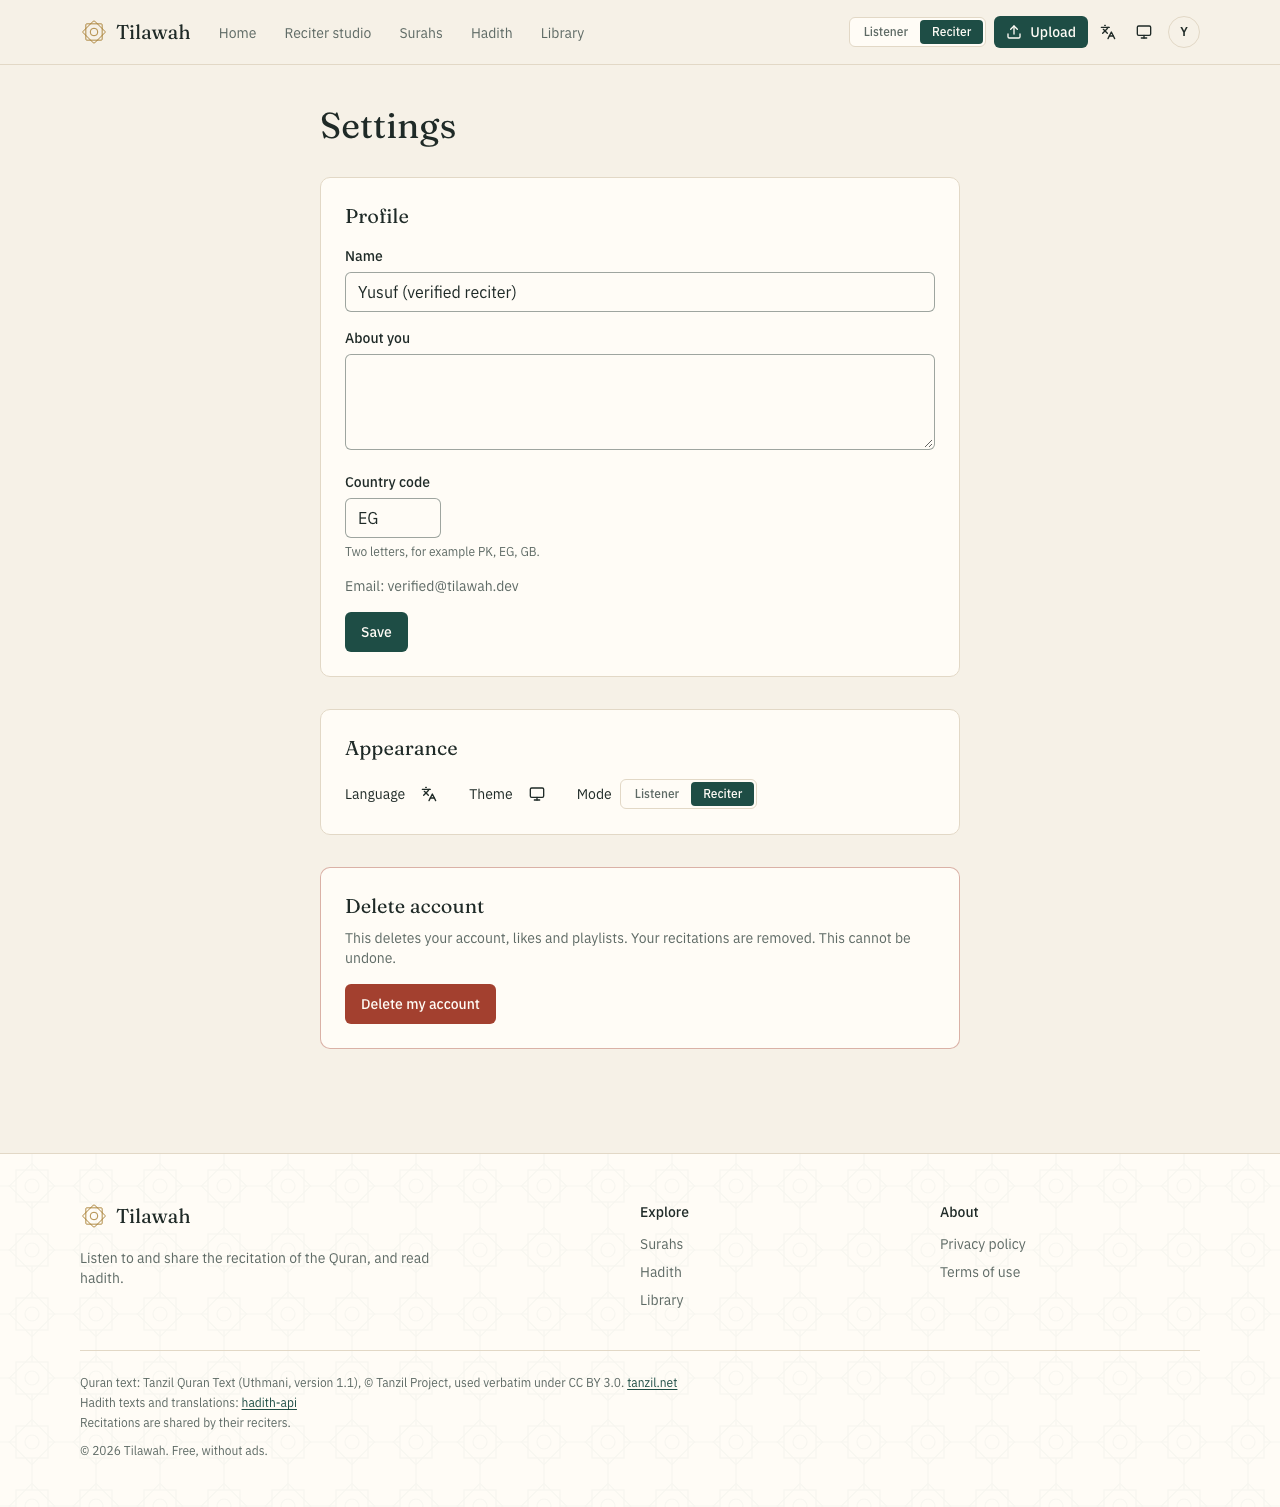 Tilawah
Home
Reciter studio
Surahs
Hadith
Library
Listener
Reciter
Upload
Y
Settings
Profile
Name
Yusuf (verified reciter)
About you
Country code
EG
Two letters, for example PK, EG, GB.
Email: verified@tilawah.dev
Save
Appearance
Language
Theme
Mode
Listener
Reciter
Delete account
This deletes your account, likes and playlists. Your recitations are removed. This cannot be
undone.
Delete my account
Tilawah
Listen to and share the recitation of the Quran, and read
hadith.
Explore
Surahs
Hadith
Library
About
Privacy policy
Terms of use
Quran text: Tanzil Quran Text (Uthmani, version 1.1), © Tanzil Project, used verbatim under CC BY 3.0. tanzil.net
Hadith texts and translations: hadith-api
Recitations are shared by their reciters.
© 2026 Tilawah. Free, without ads.